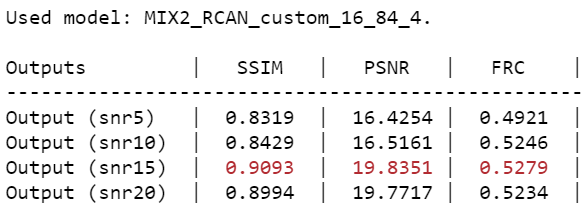 Used model: MIX2_RCAN_custom_16_84_4.
Outputs | SSIM | PSNR | FRC |
--------------------------------------------------
Output (snr5) | 0.8319 | 16.4254 | 0.4921 |
Output (snr10) | 0.8429 | 16.5161 | 0.5246 |
Output (snr15) | 0.9093 | 19.8351 | 0.5279 |
Output (snr20) | 0.8994 | 19.7717 | 0.5234 |